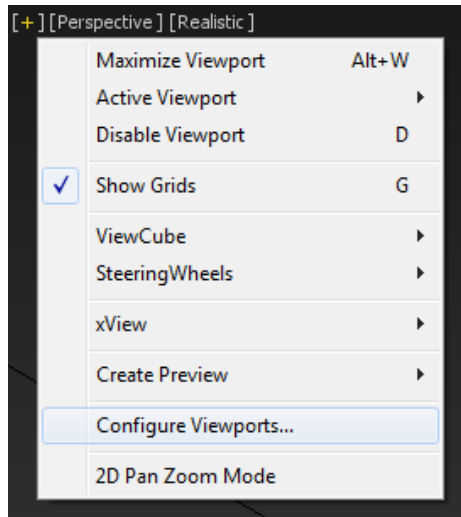 [+] [Perspective] [Realistic]
Maximize Viewport Alt+W
Active Viewport
Disable Viewport D
Show Grids G
ViewCube
SteeringWheels
xView
Create Preview
Configure Viewports...
2D Pan Zoom Mode